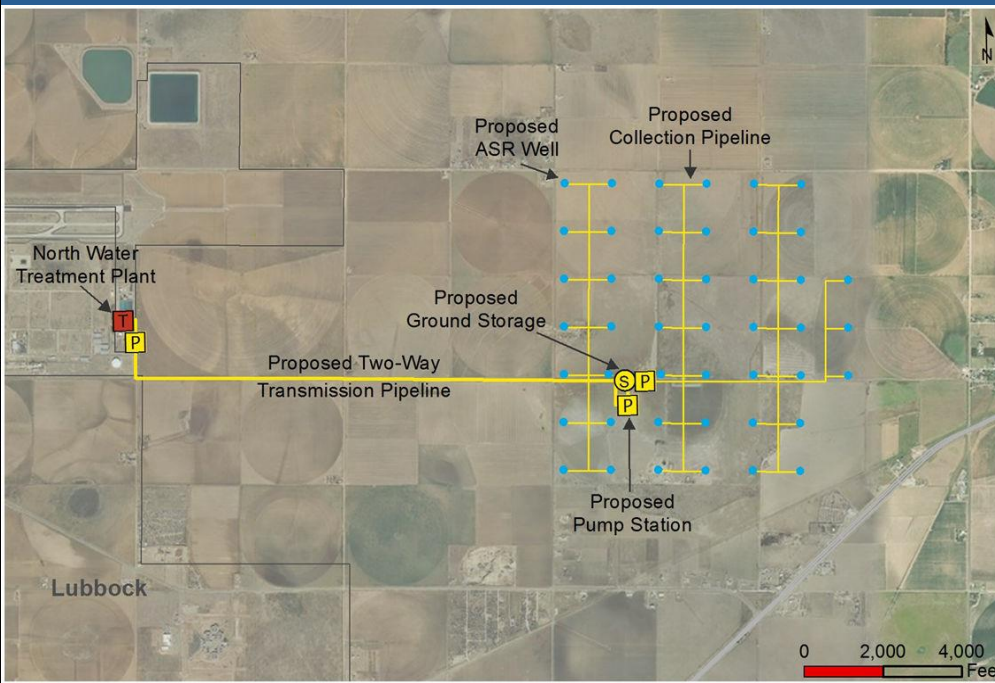 N
Proposed
ASR Well
Proposed
Collection Pipeline
North Water
Treatment Plant
T
P
Proposed
Ground Storage
Proposed Two-Way
Transmission Pipeline
S
P
P
Proposed
Pump Station
Lubbock
0 2,000 4,000
Fee